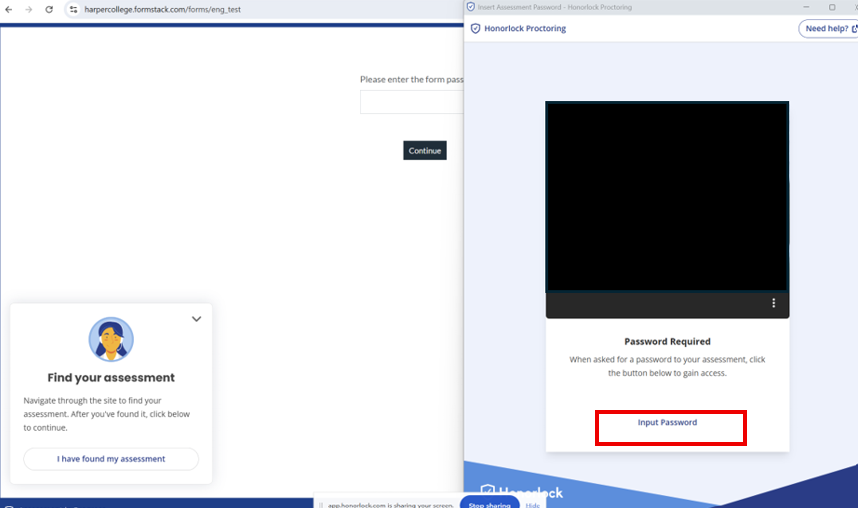 Insert Assessment Password - Honorlock Proctoring
harpercollege.formstack.com/forms/eng_test
Honorlock Proctoring
Need help?
Please enter the form pass
Continue
Find your assessment
Navigate through the site to find your
assessment. After you've found it, click below
to continue.
I have found my assessment
Password Required
When asked for a password to your assessment, click
the button below to gain access.
Input Password
Honorlock
app.honorlock.com is sharing your screen.
Stop sharing
Hide